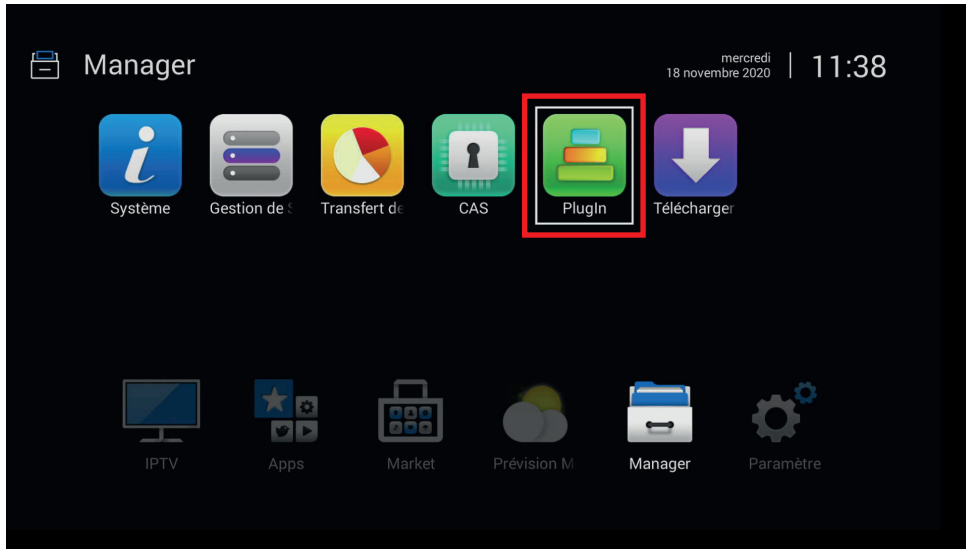 Manager
mercredi
18 novembre 2020
11:38
Système
Gestion de S
Transfert de
CAS
PlugIn
Télécharger
IPTV
Apps
Market
Prévision M
Manager
Paramètre